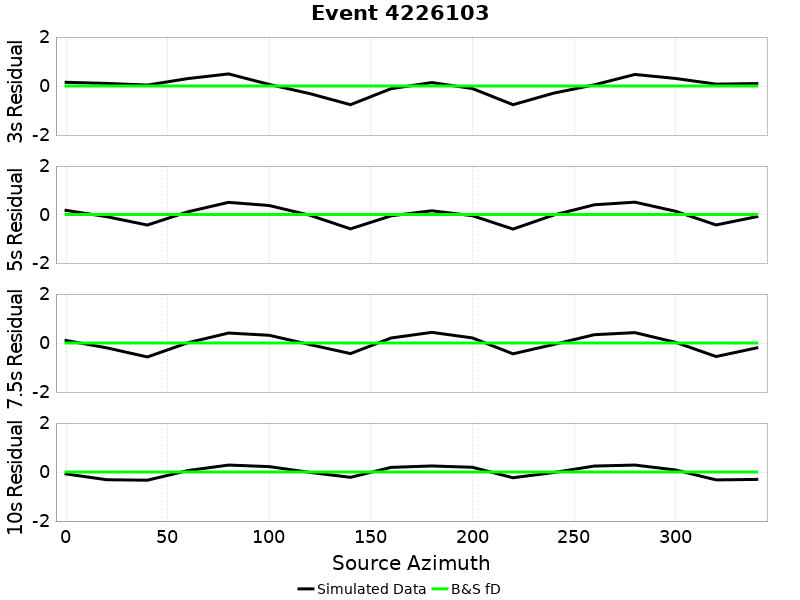 Event 4226103
3s Residual
2
0
-2
5s Residual
2
0
-2
7.5s Residual
2
0
-2
10s Residual
2
0
-2
0 50 100 150 200 250 300
Source Azimuth
Simulated Data B&S fD